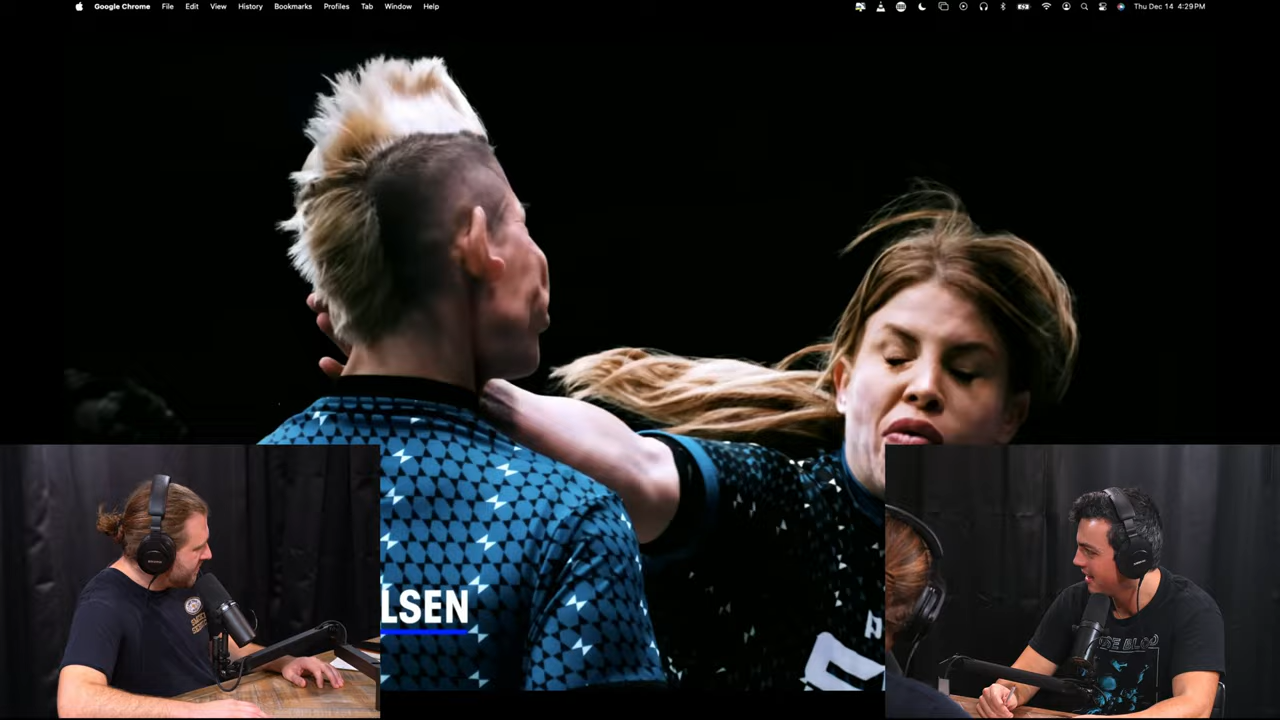 Google Chrome File Edit View History Bookmarks Profiles Tab Window Help
Thu Dec 14 4:29PM
LSEN